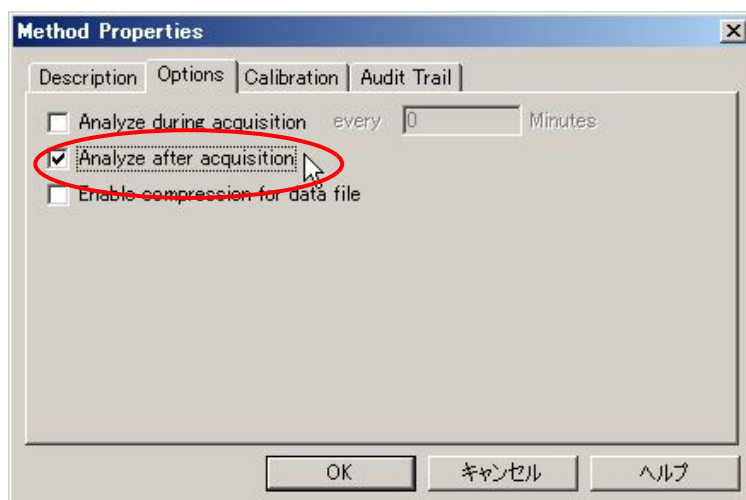 Method Properties
Description Options Calibration Audit Trail
Analyze during acquisition every 0 Minutes
Analyze after acquisition
Enable compression for data file
OK キャンセル ヘルプ